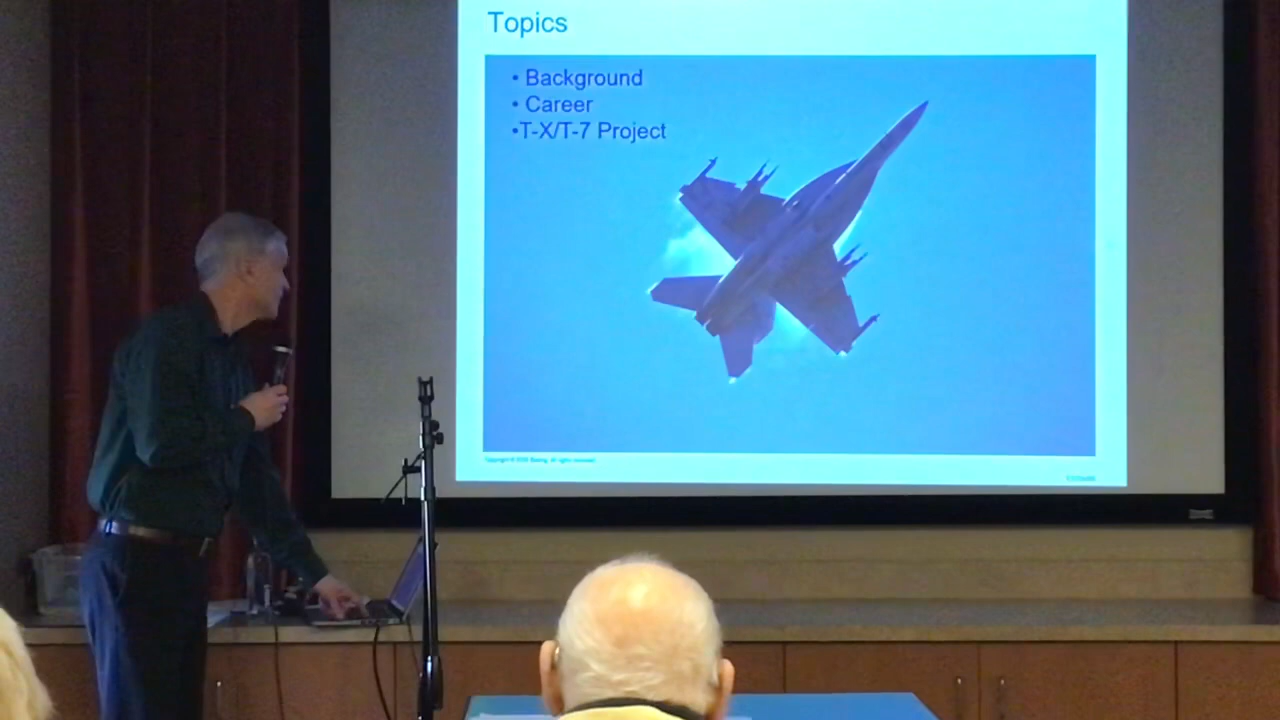 Topics
• Background
• Career
•T-X/T-7 Project